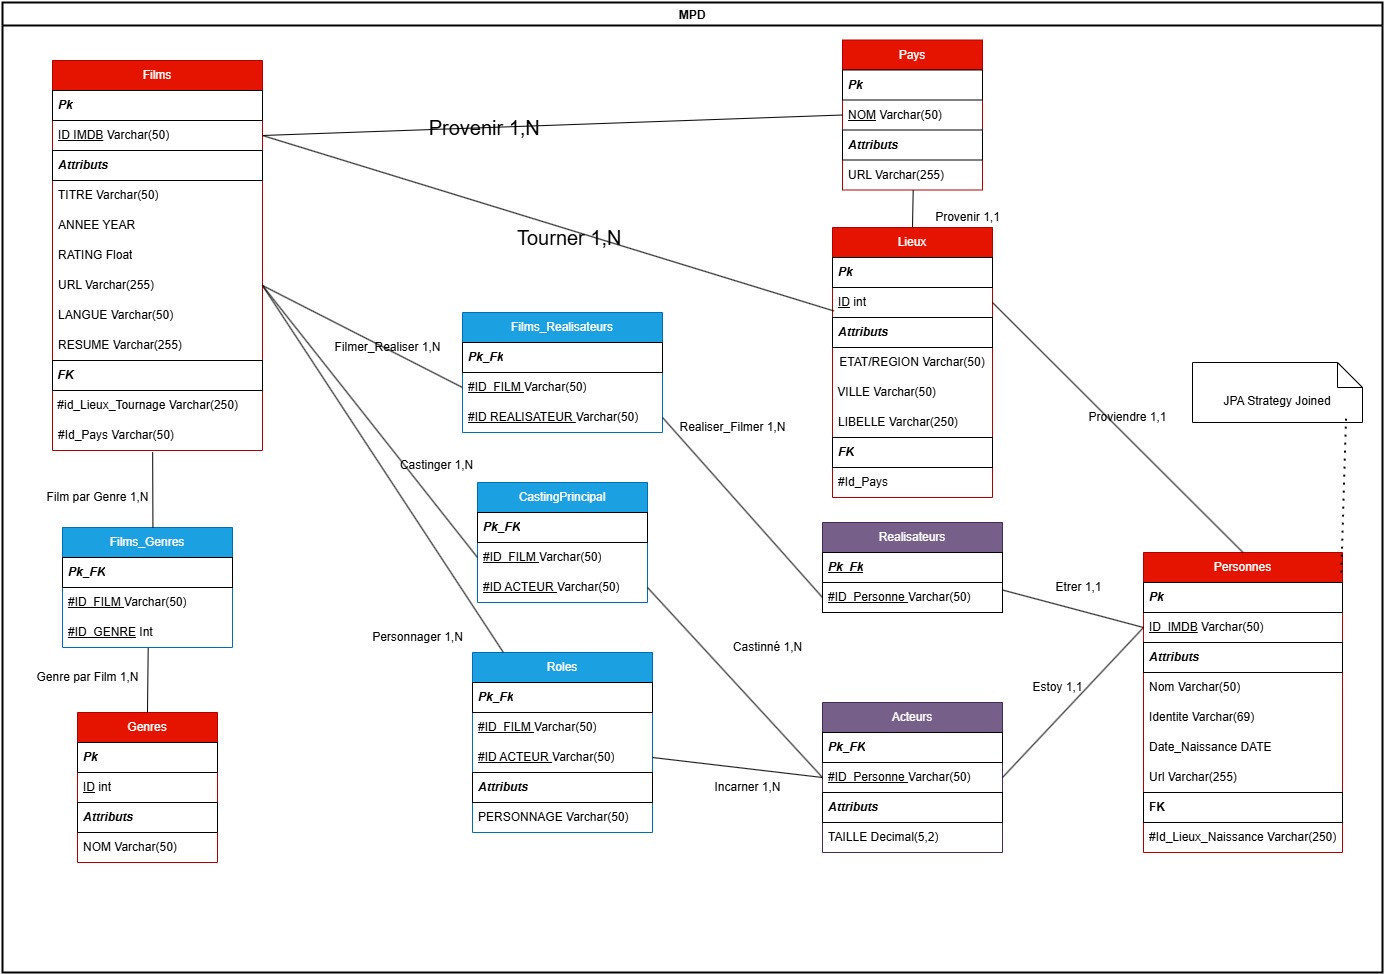 MPD
Films
Pk
ID IMDB Varchar(50)
Attributs
TITRE Varchar(50)
ANNEE YEAR
RATING Float
URL Varchar(255)
LANGUE Varchar(50)
RESUME Varchar(255)
FK
#id_Lieux_Tournage Varchar(250)
#Id_Pays Varchar(50)
Provenir 1,N
Pays
Pk
NOM Varchar(50)
Attributs
URL Varchar(255)
Provenir 1,1
Tourner 1,N
Lieux
Pk
ID int
Attributs
ETAT/REGION Varchar(50)
VILLE Varchar(50)
LIBELLE Varchar(250)
FK
#Id_Pays
Filmer_Realiser 1,N
Films_Realisateurs
Pk_Fk
#ID_FILM Varchar(50)
#ID REALISATEUR Varchar(50)
Realiser_Filmer 1,N
Proviendre 1,1
JPA Strategy Joined
Castinger 1,N
Film par Genre 1,N
CastingPrincipal
Pk_FK
#ID_FILM Varchar(50)
#ID ACTEUR Varchar(50)
Films_Genres
Pk_FK
#ID_FILM Varchar(50)
#ID_GENRE Int
Realisateurs
Pk_Fk
#ID_Personne Varchar(50)
Etrer 1,1
Personnes
Pk
ID_IMDB Varchar(50)
Attributs
Nom Varchar(50)
Identite Varchar(69)
Date_Naissance DATE
Url Varchar(255)
FK
#Id_Lieux_Naissance Varchar(250)
Personnager 1,N
Castinné 1,N
Estoy 1,1
Genre par Film 1,N
Genres
Pk
ID int
Attributs
NOM Varchar(50)
Roles
Pk_Fk
#ID_FILM Varchar(50)
#ID ACTEUR Varchar(50)
Attributs
PERSONNAGE Varchar(50)
Incarner 1,N
Acteurs
Pk_FK
#ID_Personne Varchar(50)
Attributs
TAILLE Decimal(5,2)